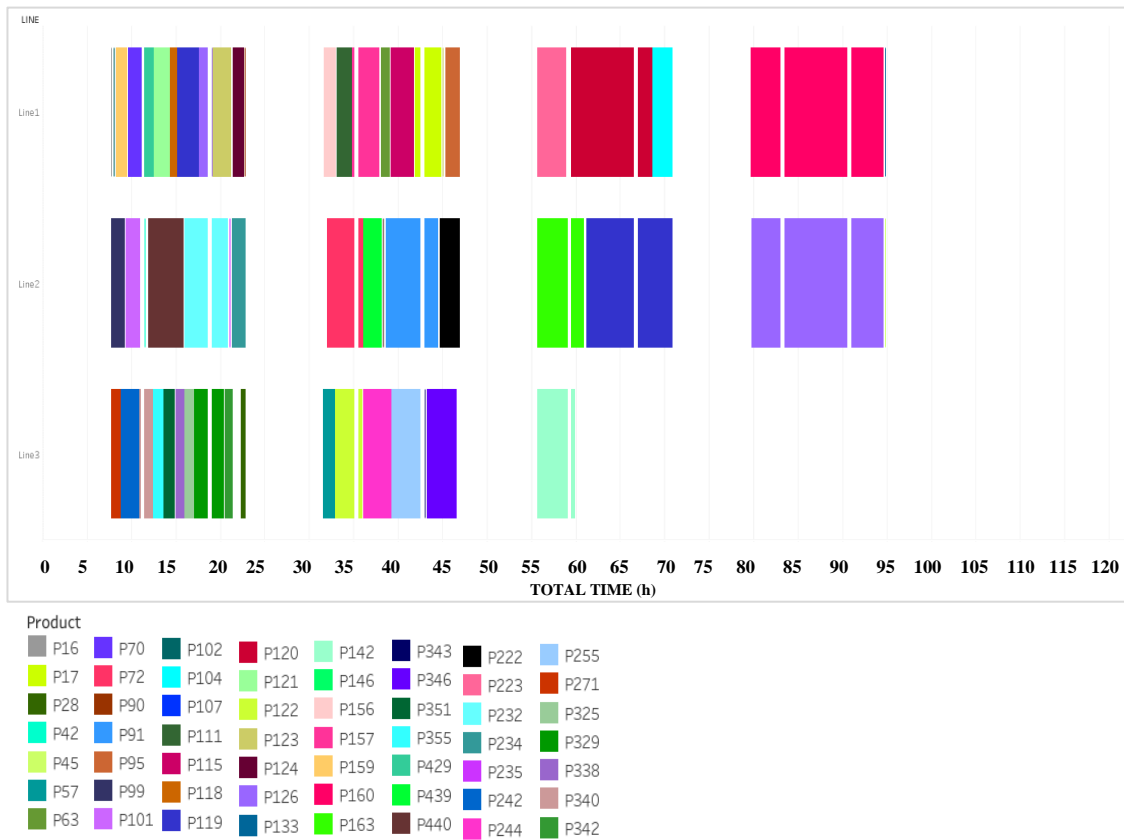 LINE
Line1
Line2
Line3
0 5 10 15 20 25 30 35 40 45 50 55 60 65 70 80 85 90 95 100 105 110 115 120
TOTAL TIME (h)
Product
P16 P70 P102 P120 P142 P343 P222 P255
P17 P72 P104 P121 P146 P346 P223 P271
P28 P90 P107 P122 P156 P351 P232 P325
P42 P91 P111 P123 P157 P355 P234 P329
P45 P95 P115 P124 P159 P429 P235 P338
P57 P99 P118 P126 P160 P439 P242 P340
P63 P101 P119 P133 P163 P440 P244 P342